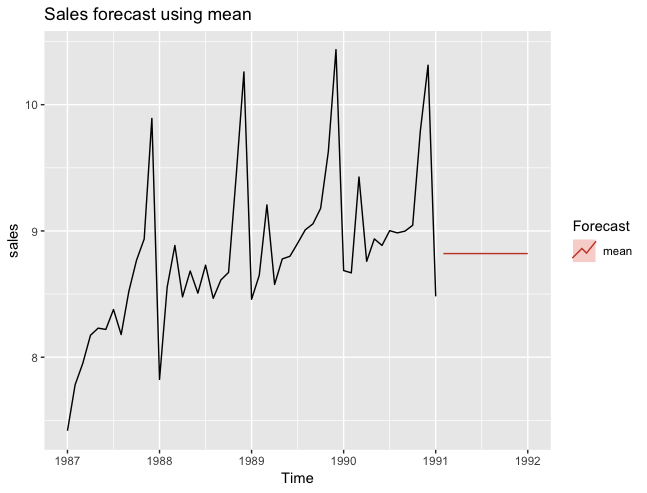 Sales forecast using mean
10
9
8
sales
1987
1988
1989
1990
1991
1992
Time
Forecast
mean